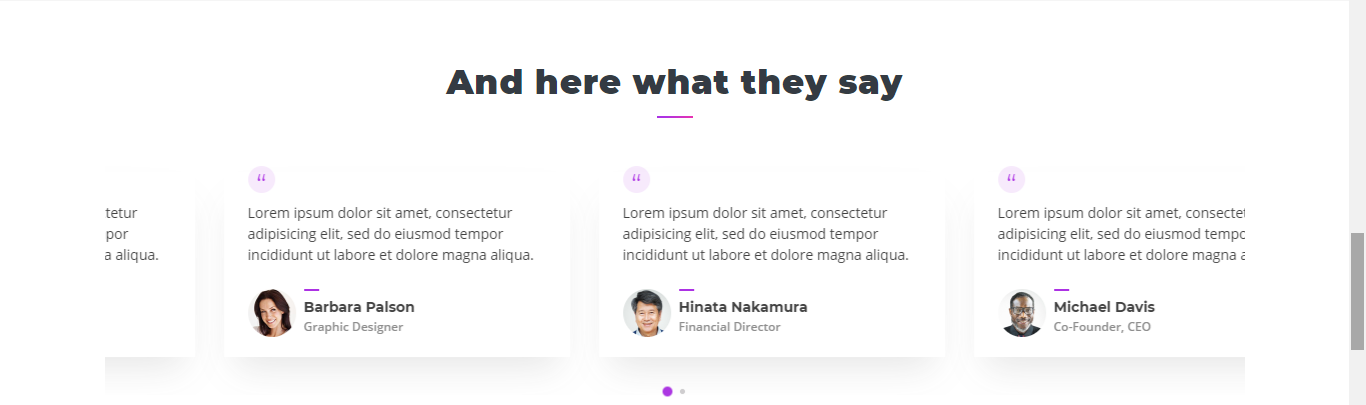 And here what they say
tetur
por
a aliqua.
“
Lorem ipsum dolor sit amet, consectetur
adipisicing elit, sed do eiusmod tempor
incididunt ut labore et dolore magna aliqua.
Barbara Palson
Graphic Designer
“
Lorem ipsum dolor sit amet, consectetur
adipisicing elit, sed do eiusmod tempor
incididunt ut labore et dolore magna aliqua.
Hinata Nakamura
Financial Director
“
Lorem ipsum dolor sit amet, consectet
adipisicing elit, sed do eiusmod tempo
incididunt ut labore et dolore magna a
Michael Davis
Co-Founder, CEO